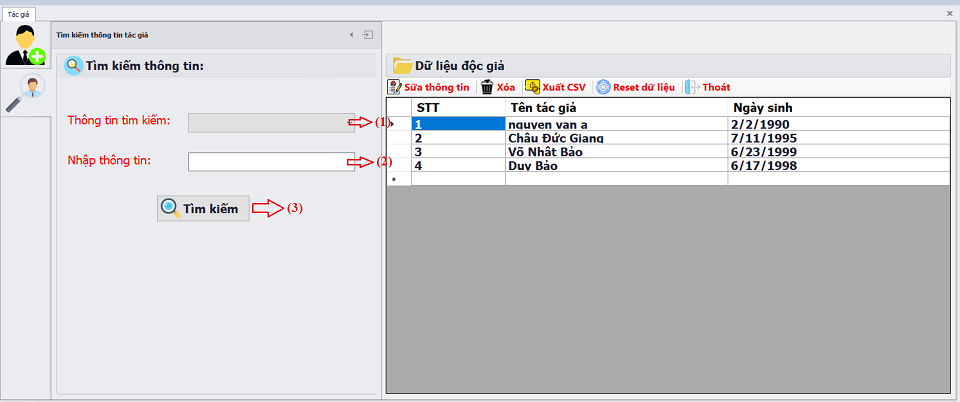 Tác giả
Tìm kiếm thông tin tác giả
Tìm kiếm thông tin:
Thông tin tìm kiếm:
(1)
Nhập thông tin:
(2)
Tìm kiếm
(3)
Dữ liệu độc giả
Sữa thông tin Xóa Xuất CSV Reset dữ liệu Thoát
STT Tên tác giả Ngày sinh
1 nguyen van a 2/2/1990
2 Châu Đức Giang 7/11/1995
3 Võ Nhât Bảo 6/23/1999
4 Duy Bảo 6/17/1998
*